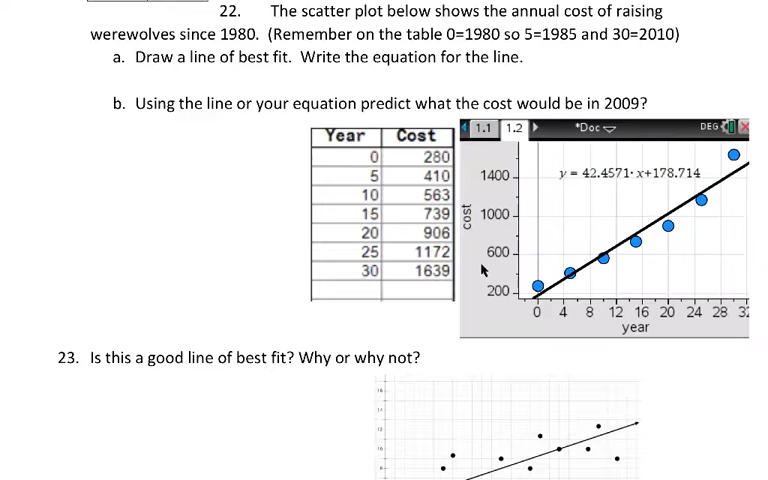 22. The scatter plot below shows the annual cost of raising
werewolves since 1980. (Remember on the table 0=1980 so 5=1985 and 30=2010)
a. Draw a line of best fit. Write the equation for the line.
b. Using the line or your equation predict what the cost would be in 2009?
Year Cost
0 280
5 410
10 563
15 739
20 906
25 1172
30 1639
1.1 1.2 *Doc DEG
y = 42.4571·x+178.714
1400
1000
600
200
cost
0 4 8 12 16 20 24 28
year
23. Is this a good line of best fit? Why or why not?
16
14
12
10
8